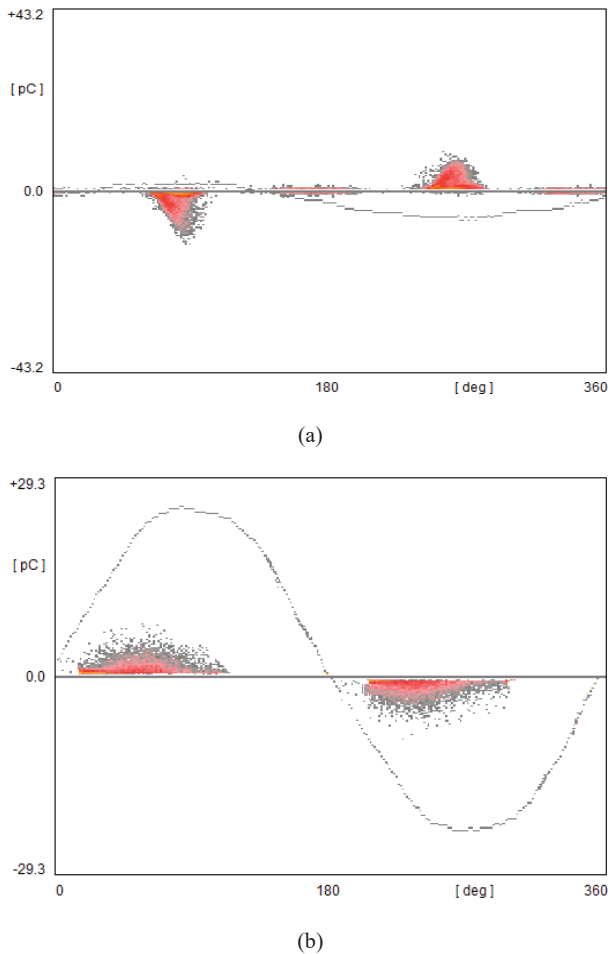 +43.2
[ pC ]
0.0
-43.2
0 180 [ deg ] 360
(a)
+29.3
[ pC ]
0.0
-29.3
0 180 [ deg ] 360
(b)